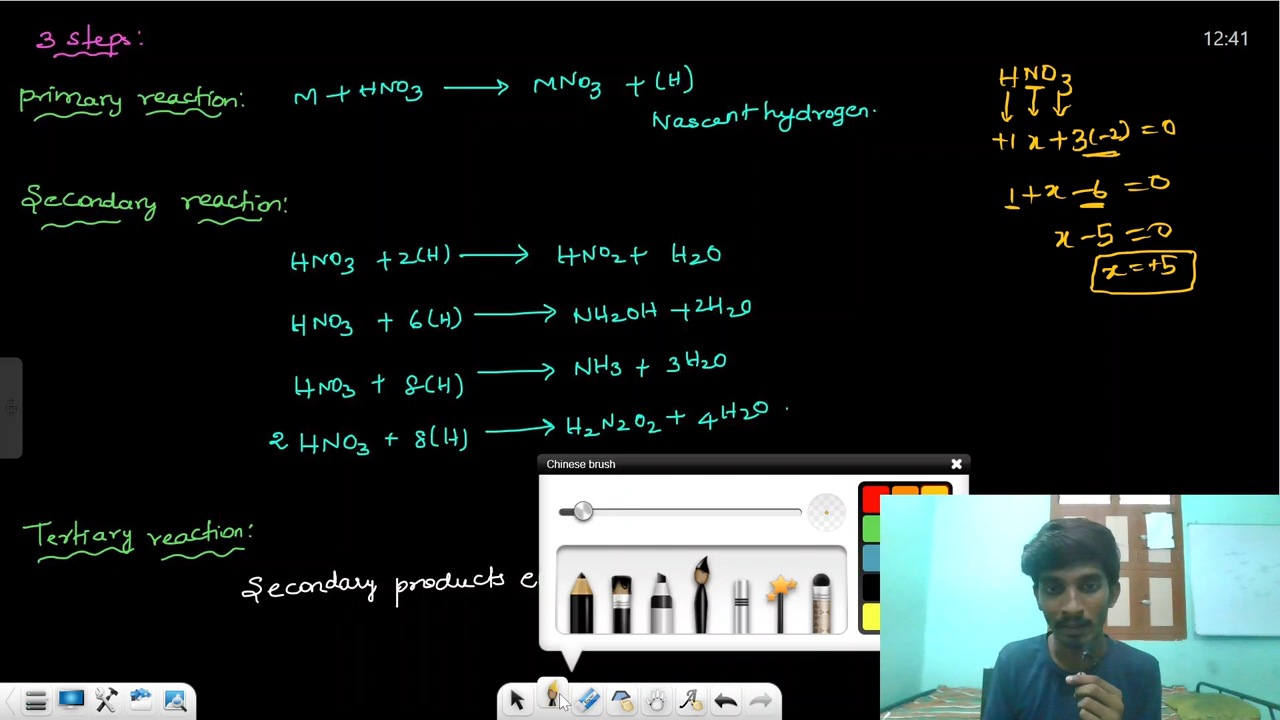 3 steps:
12:41
primary reaction: M + HNO3 ⟶ MNO3 + (H)
Nascent hydrogen.
Secondary reaction:
HNO3 + 2(H) ⟶ HNO2 + H2O
HNO3 + 6(H) ⟶ NH2OH + 2H2O
HNO3 + 8(H) ⟶ NH3 + 3H2O
2 HNO3 + 8(H) ⟶ H2N2O2 + 4H2O.
HNO3
↓ ↓ ↓
+1 x + 3(-2) = 0
1 + x - 6 = 0
x - 5 = 0
x = +5
Tertiary reaction:
Secondary products
Chinese brush